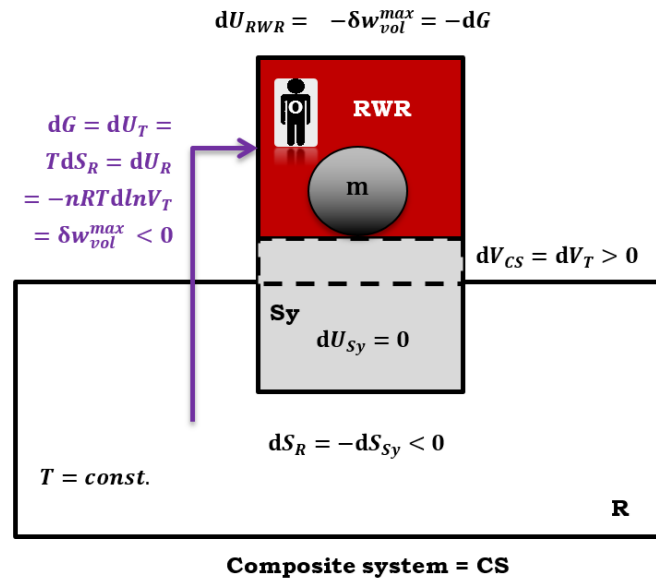 dU_RWR = −δw_vol^max = −dG
O
RWR
dG = dU_T =
TdS_R = dU_R
= −nRTdlnV_T
= δw_vol^max < 0
m
dV_CS = dV_T > 0
Sy
dU_Sy = 0
dS_R = −dS_Sy < 0
T = const.
R
Composite system = CS